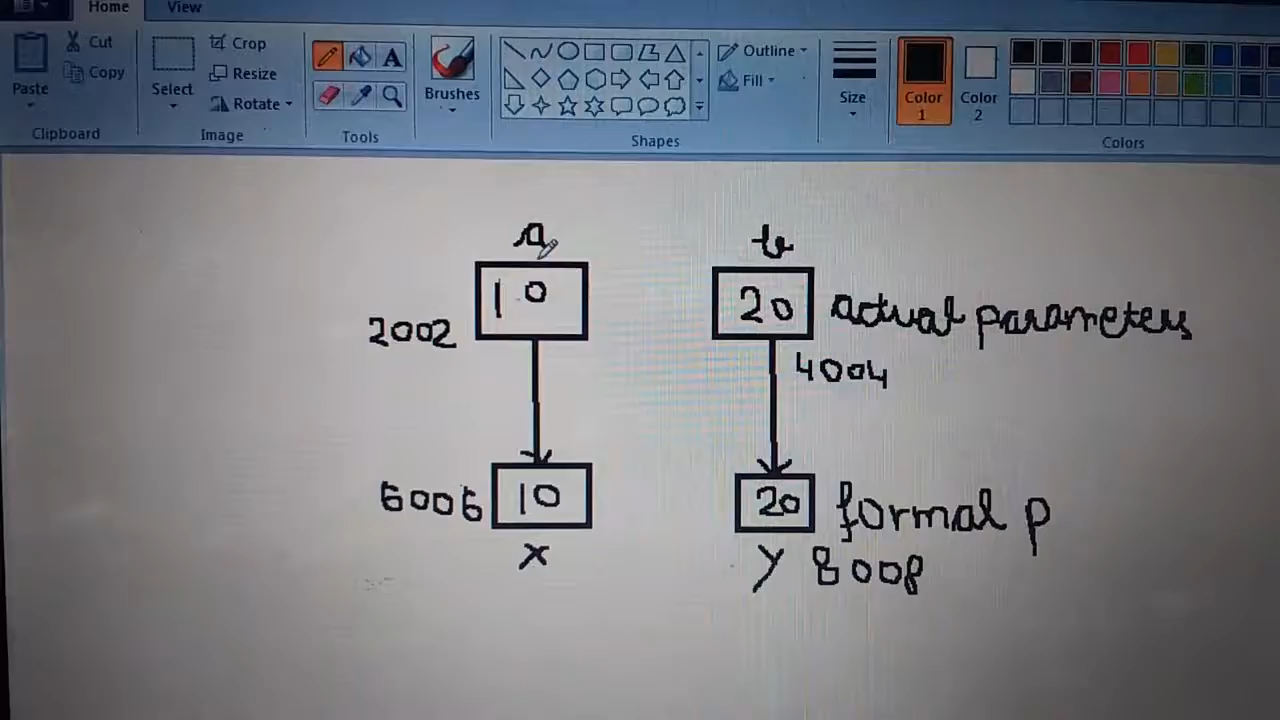 Home View
Paste
Cut
Copy
Clipboard
Select
Crop
Resize
Rotate
Image
A
Tools
Brushes
Outline
Fill
Shapes
Size
Color 1
Color 2
Colors
a b
10 20 actual parameters
2002 4004
6006 10 20 formal p
x y 8008